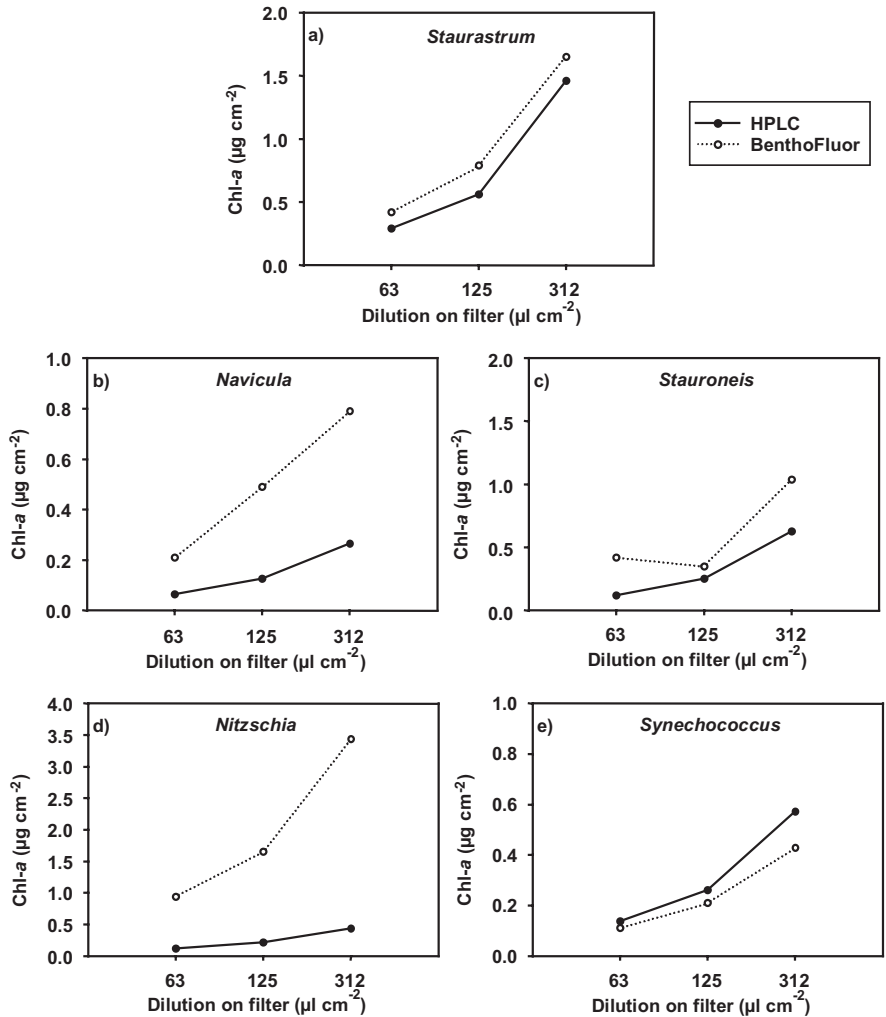 a) Staurastrum
2.0
1.5
1.0
0.5
0.0
Chl-a (µg cm⁻²)
63 125 312
Dilution on filter (µl cm⁻²)
HPLC
BenthoFluor
b) Navicula
1.0
0.8
0.6
0.4
0.2
0.0
Chl-a (µg cm⁻²)
63 125 312
Dilution on filter (µl cm⁻²)
c) Stauroneis
2.0
1.5
1.0
0.5
0.0
Chl-a (µg cm⁻²)
63 125 312
Dilution on filter (µl cm⁻²)
d) Nitzschia
4.0
3.5
3.0
2.5
2.0
1.5
1.0
0.5
0.0
Chl-a (µg cm⁻²)
63 125 312
Dilution on filter (µl cm⁻²)
e) Synechococcus
1.0
0.8
0.6
0.4
0.2
0.0
Chl-a (µg cm⁻²)
63 125 312
Dilution on filter (µl cm⁻²)